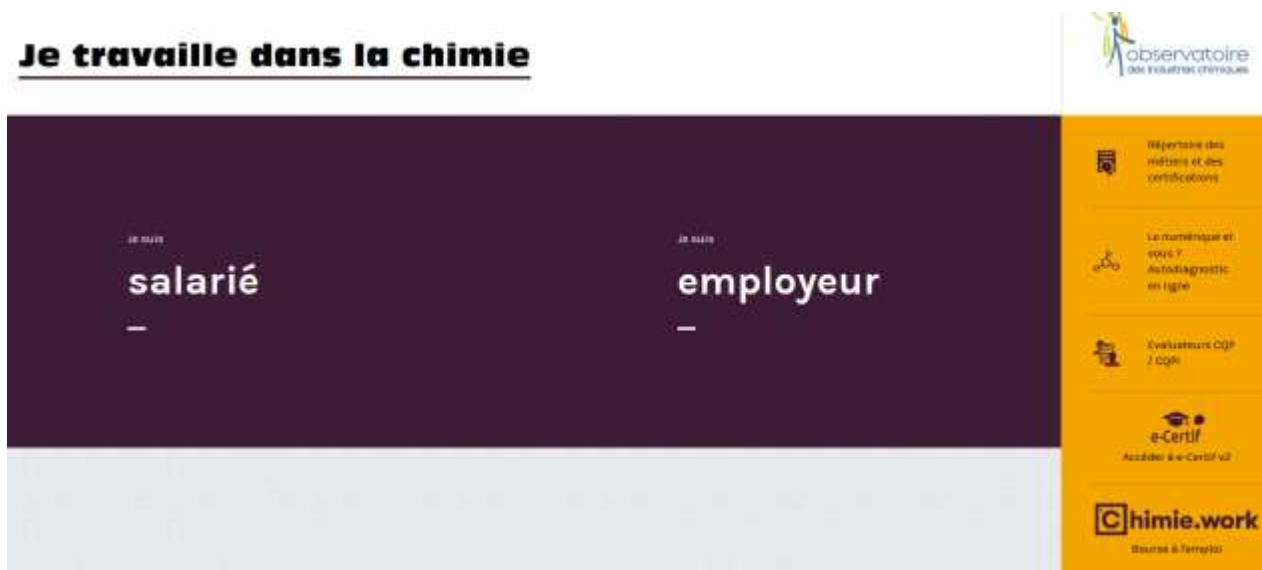 Je travaille dans la chimie
observatoire
des industries chimiques
Je suis
salarié
Je suis
employeur
Répertoire des
métiers et des
certifications
Le numérique et
vous ?
Autodiagnostic
en ligne
Evaluateurs CQP
/ CQPI
e-Certif
Accéder à e-Certif v2
Chimie.work
Bourse à l'emploi